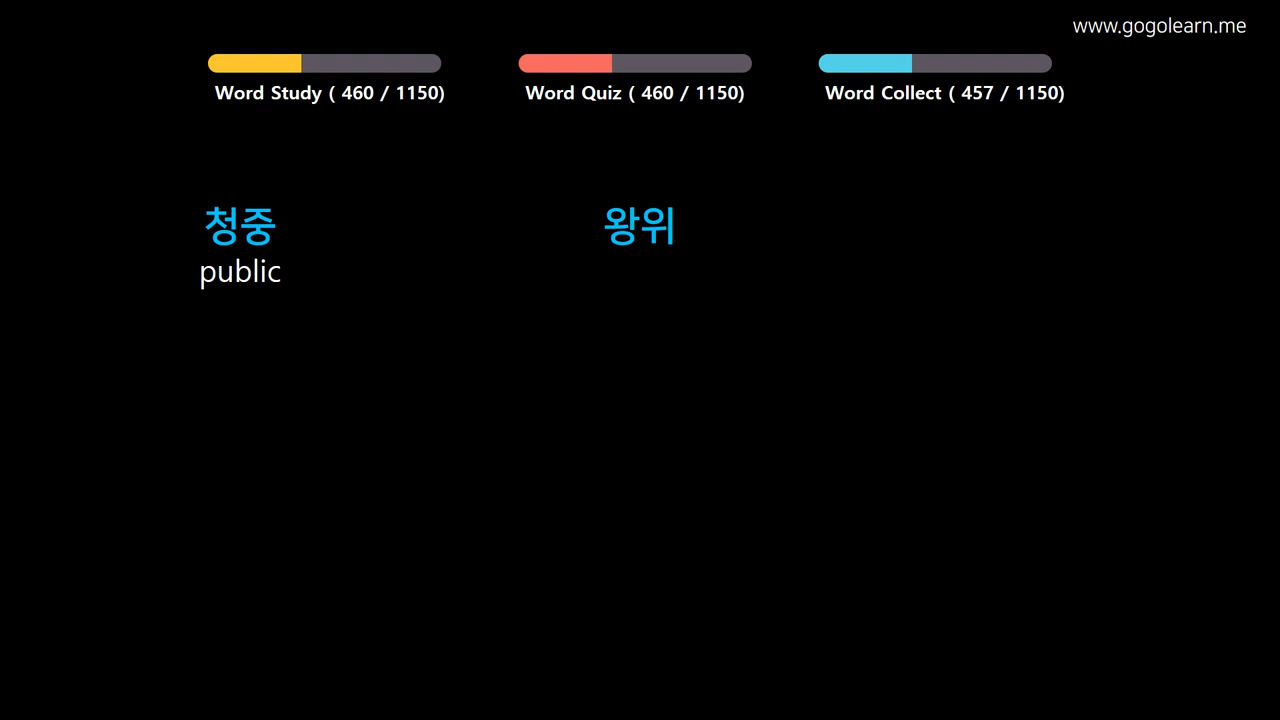 www.gogolearn.me
Word Study ( 460 / 1150)
Word Quiz ( 460 / 1150)
Word Collect ( 457 / 1150)
청중
public
왕위